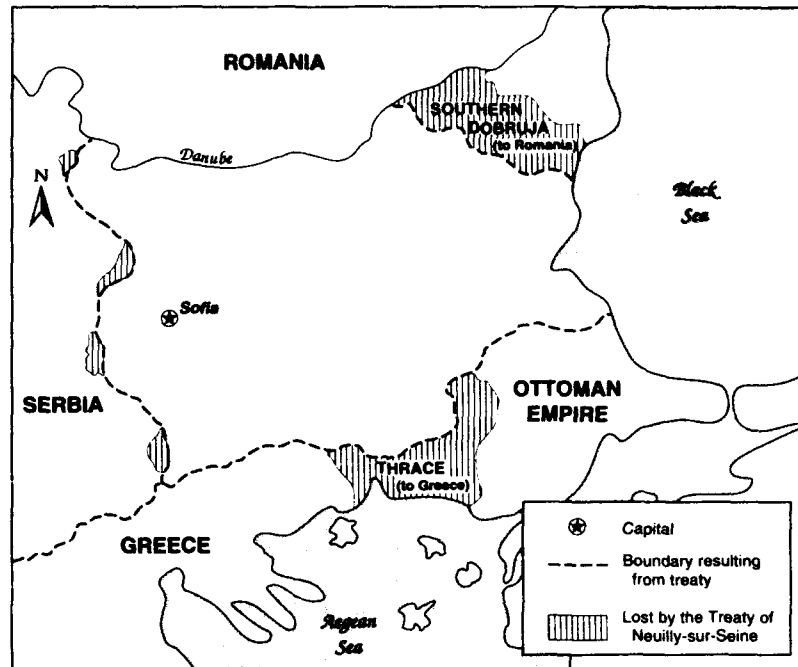 ROMANIA
SOUTHERN
DOBRUJA
(to Romania)
Danube
Black
Sea
N
Sofia
SERBIA
OTTOMAN
EMPIRE
THRACE
(to Greece)
GREECE
Aegean
Sea
Capital
Boundary resulting
from treaty
Lost by the Treaty of
Neuilly-sur-Seine